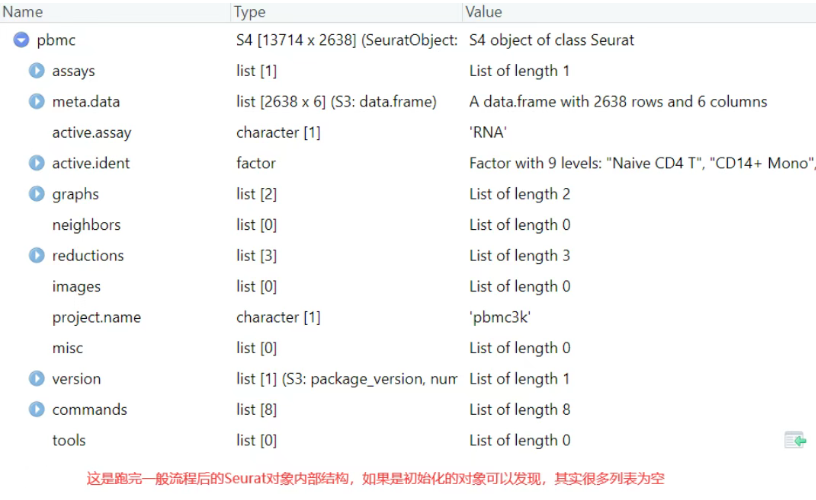 Name Type Value
pbmc S4 [13714 x 2638] (SeuratObject: S4 object of class Seurat
assays list [1] List of length 1
meta.data list [2638 x 6] (S3: data.frame) A data.frame with 2638 rows and 6 columns
active.assay character [1] 'RNA'
active.ident factor Factor with 9 levels: "Naive CD4 T", "CD14+ Mono",
graphs list [2] List of length 2
neighbors list [0] List of length 0
reductions list [3] List of length 3
images list [0] List of length 0
project.name character [1] 'pbmc3k'
misc list [0] List of length 0
version list [1] (S3: package_version, num List of length 1
commands list [8] List of length 8
tools list [0] List of length 0
这是跑完一般流程后的Seurat对象内部结构，如果是初始化的对象可以发现，其实很多列表为空